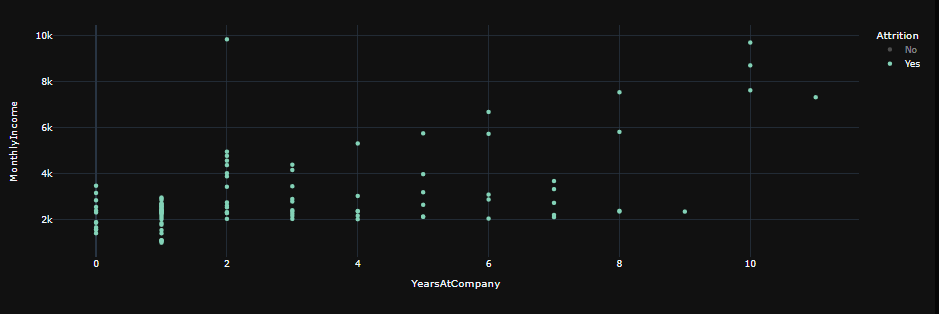 10k
8k
6k
4k
2k
MonthlyIncome
0 2 4 6 8 10
YearsAtCompany
Attrition
No
Yes